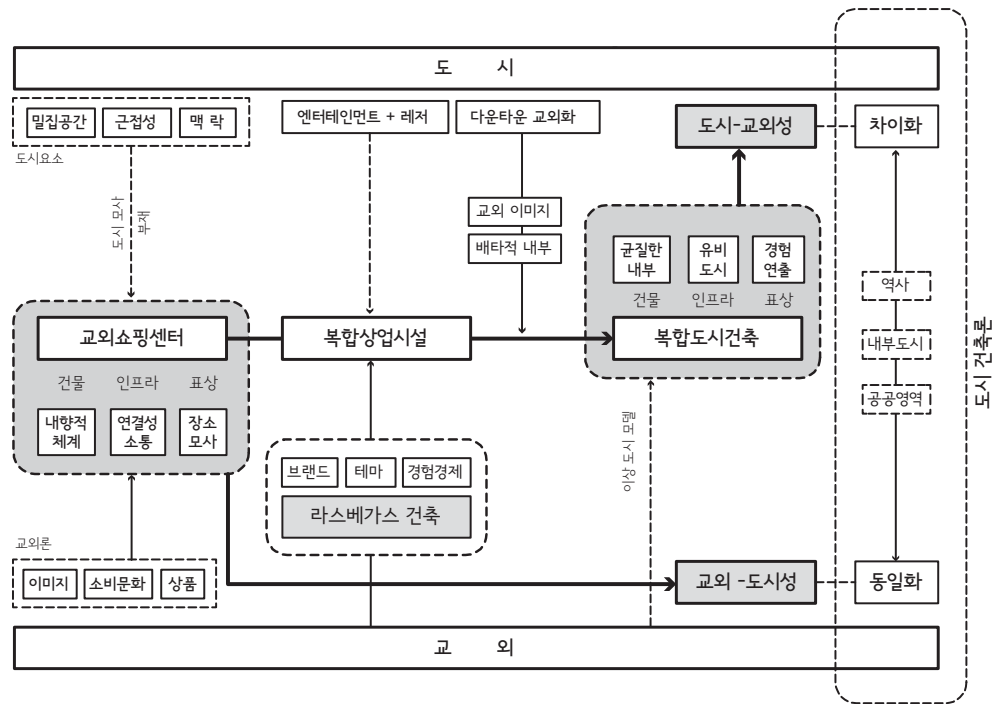 도 시
밀집공간 근접성 맥 락
도시요소
엔터테인먼트 + 레저
다운타운 교외화
도시-교외성
차이화
도시 모사
부재
교외 이미지
배타적 내부
균질한
내부
유비
도시
경험
연출
건물 인프라 표상
역사
내부도시
공공영역
도시 건축론
교외쇼핑센터
복합상업시설
복합도시건축
건물 인프라 표상
내향적
체계
연결성
소통
장소
모사
브랜드 테마 경험경제
라스베가스 건축
이상 도시 모델
교외론
이미지 소비문화 상품
교외 -도시성
동일화
교 외